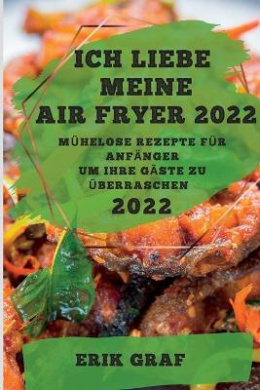 ICH LIEBE
MEINE
AIR FRYER 2022
MÜHELOSE REZEPTE FÜR
ANFÄNGER
UM IHRE GÄSTE ZU
ÜBERRASCHEN
2022
ERIK GRAF